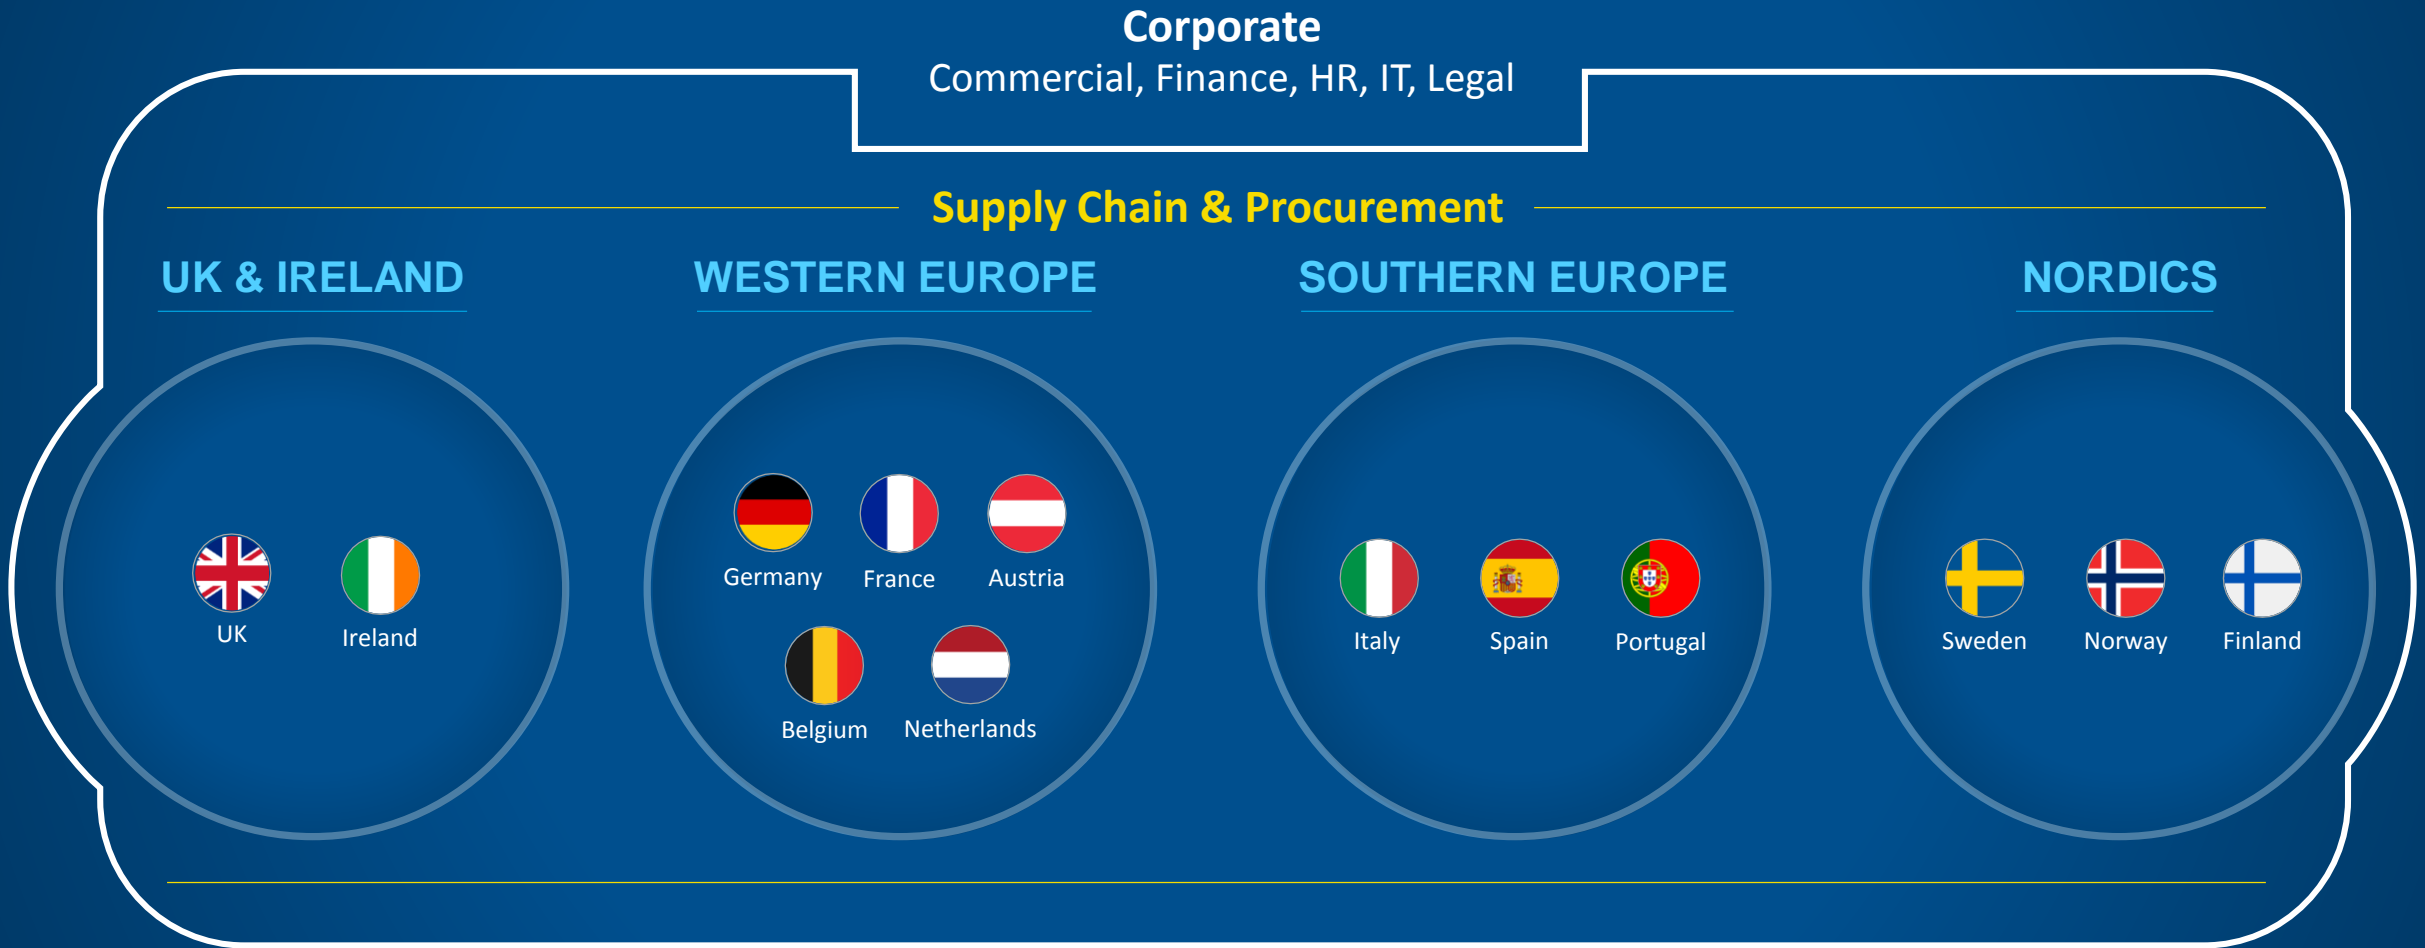 Corporate
Commercial, Finance, HR, IT, Legal
Supply Chain & Procurement
UK & IRELAND
WESTERN EUROPE
SOUTHERN EUROPE
NORDICS
UK
Ireland
Germany
France
Austria
Belgium
Netherlands
Italy
Spain
Portugal
Sweden
Norway
Finland